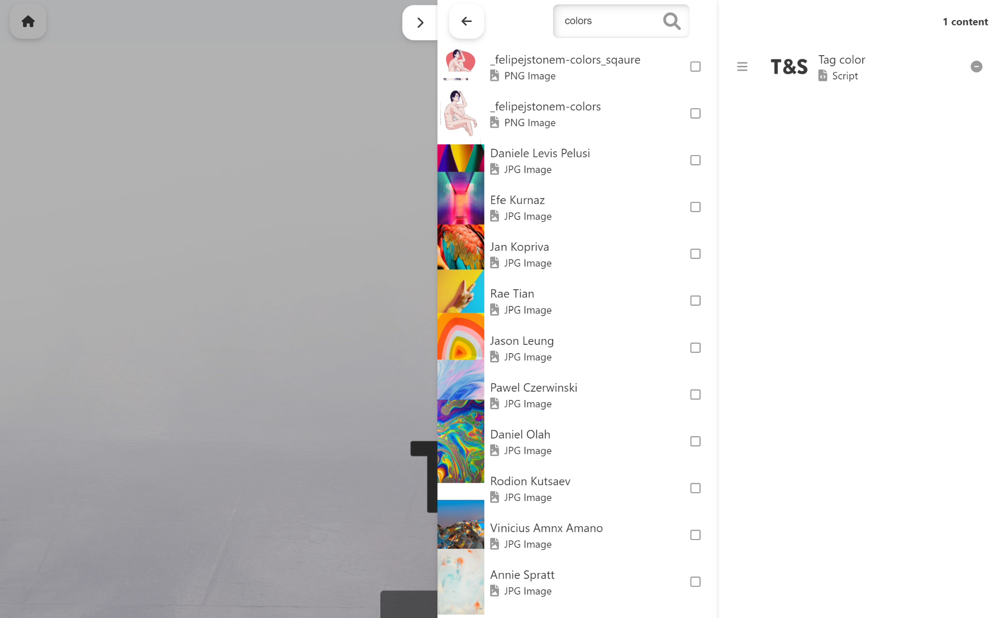 colors
1 content
_felipejstonem-colors_sqaure
PNG Image
_felipejstonem-colors
PNG Image
Daniele Levis Pelusi
JPG Image
Efe Kurnaz
JPG Image
Jan Kopriva
JPG Image
Rae Tian
JPG Image
Jason Leung
JPG Image
Pawel Czerwinski
JPG Image
Daniel Olah
JPG Image
Rodion Kutsaev
JPG Image
Vinicius Amnx Amano
JPG Image
Annie Spratt
JPG Image
T&S
Tag color
Script
T